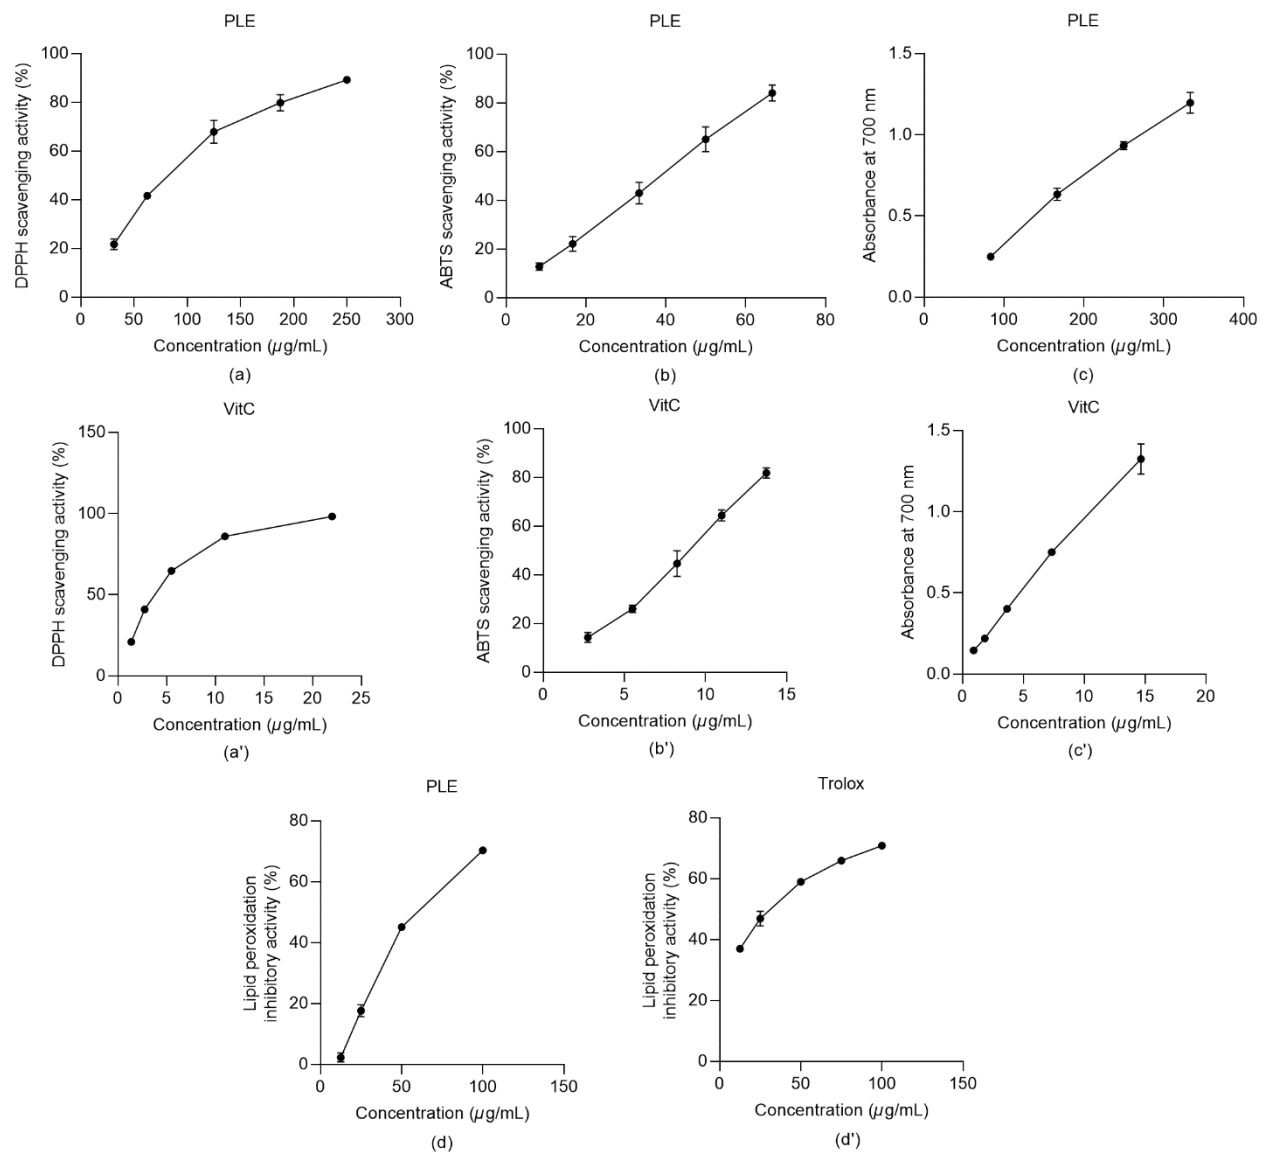 PLE
DPPH scavenging activity (%)
100
80
60
40
20
0
0 50 100 150 200 250 300
Concentration (µg/mL)
(a)
PLE
ABTS scavenging activity (%)
100
80
60
40
20
0
0 20 40 60 80
Concentration (µg/mL)
(b)
PLE
Absorbance at 700 nm
1.5
1.0
0.5
0.0
0 100 200 300 400
Concentration (µg/mL)
(c)
VitC
DPPH scavenging activity (%)
150
100
50
0
0 5 10 15 20 25
Concentration (µg/mL)
(a')
VitC
ABTS scavenging activity (%)
100
80
60
40
20
0
0 5 10 15
Concentration (µg/mL)
(b')
VitC
Absorbance at 700 nm
1.5
1.0
0.5
0.0
0 5 10 15 20
Concentration (µg/mL)
(c')
PLE
Lipid peroxidation
inhibitory activity (%)
80
60
40
20
0
0 50 100 150
Concentration (µg/mL)
(d)
Trolox
Lipid peroxidation
inhibitory activity (%)
80
60
40
20
0
0 50 100 150
Concentration (µg/mL)
(d')